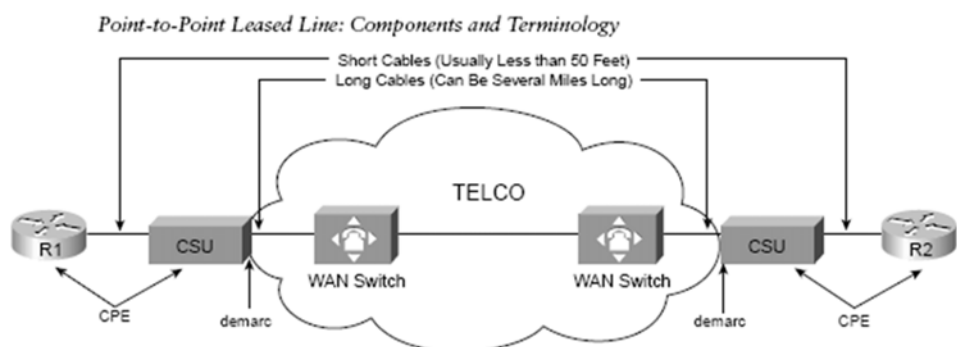 Point-to-Point Leased Line: Components and Terminology
Short Cables (Usually Less than 50 Feet)
Long Cables (Can Be Several Miles Long)
TELCO
R1
CSU
WAN Switch
WAN Switch
CSU
R2
CPE
demarc
demarc
CPE